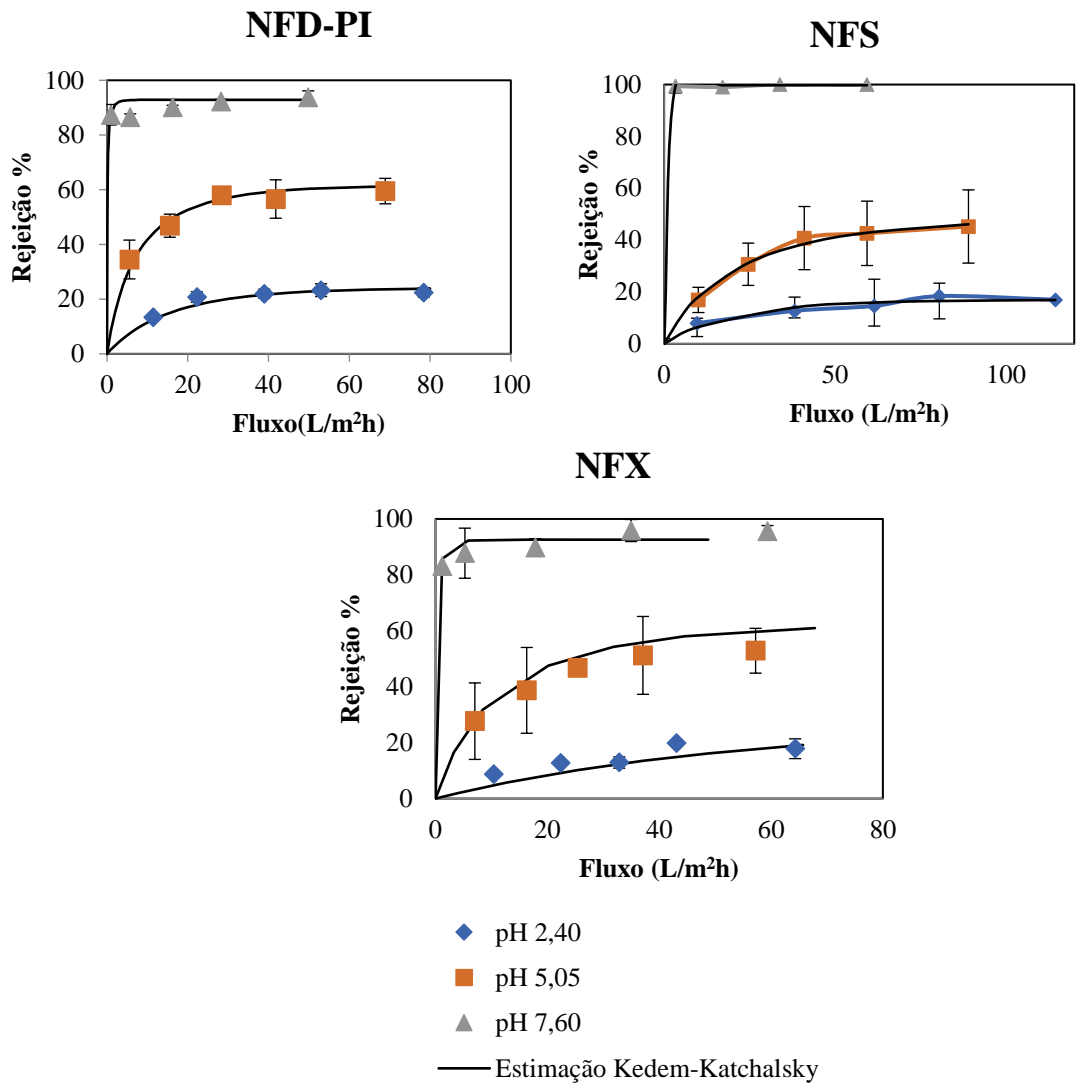 NFD-PI
Rejeição %
100
80
60
40
20
0
0 20 40 60 80 100
Fluxo(L/m²h)
NFS
Rejeição %
100
80
60
40
20
0
0 50 100
Fluxo (L/m²h)
NFX
Rejeição %
100
80
60
40
20
0
0 20 40 60 80
Fluxo (L/m²h)
pH 2,40
pH 5,05
pH 7,60
Estimação Kedem-Katchalsky